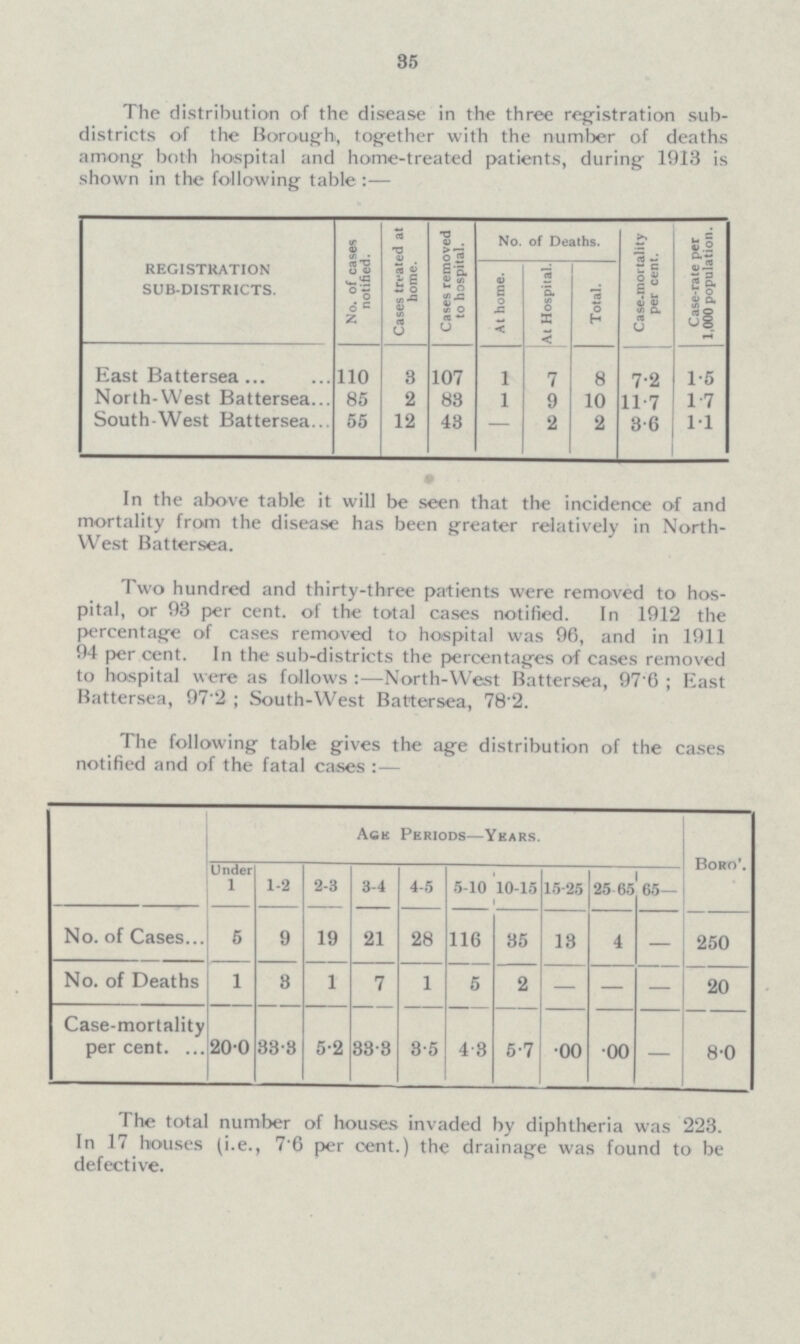 35
The distribution of the disease in the three registration sub-
districts of the Borough, together with the number of deaths
among both hospital and home-treated patients, during 1913 is
shown in the following table :—
REGISTRATION SUB-DISTRICTS. No. of cases notified. Cases treated at home. Cases removed to hospital. No. of Deaths. At home. At Hospital. Total. Case-mortality per cent. Case-rate per 1,000 population.
East Battersea ... ... 110 3 107 1 7 8 7·2 1·5
North-West Battersea... 85 2 83 1 9 10 11·7 1·7
South-West Battersea... 55 12 43 — 2 2 3·6 1·1
In the above table it will be seen that the incidence of and
mortality from the disease has been greater relatively in North-
West Battersea.
Two hundred and thirty-three patients were removed to hos-
pital, or 93 per cent. of the total cases notified. In 1912 the
percentage of cases removed to hospital was 96, and in 1911
94 per cent. In the sub-districts the percentages of cases removed
to hospital were as follows :—North-West Battersea, 97·6 ; East
Battersea, 97·2 ; South-West Battersea, 78·2.
The following table gives the age distribution of the cases
notified and of the fatal cases :—
AGE PERIODS—YEARS. BORO'.
Under 1 1-2 2-3 3-4 4-5 5-10 10-15 15-25 25-65 65—
No. of Cases... 5 9 19 21 28 116 35 13 4 — 250
No. of Deaths 1 3 1 7 1 5 2 — — — 20
Case-mortality
per cent. ... 20·0 33·3 5·2 33·3 3·5 4·3 5·7 ·00 ·00 — 8·0
The total number of houses invaded by diphtheria was 223.
In 17 houses (i.e., 7·6 per cent.) the drainage was found to be
defective.